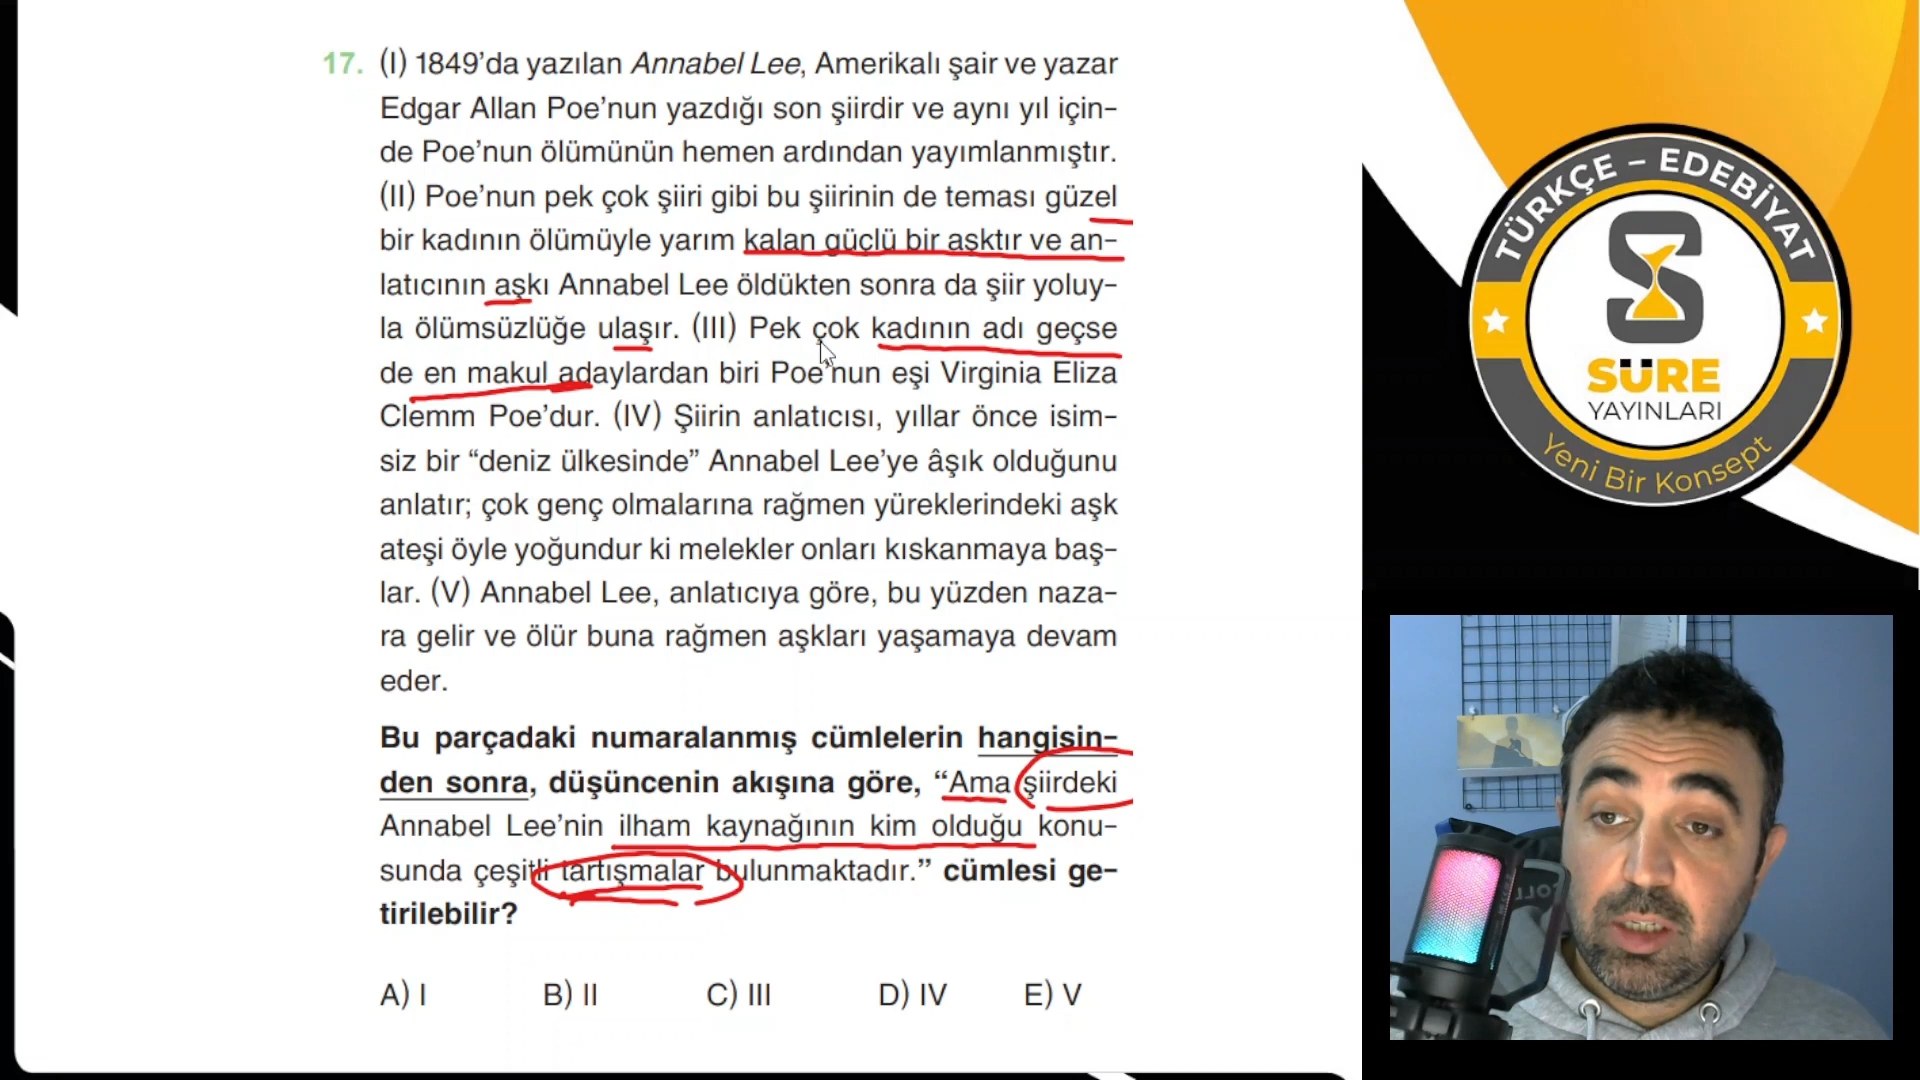 17. (I) 1849’da yazılan Annabel Lee, Amerikalı şair ve yazar
Edgar Allan Poe’nun yazdığı son şiirdir ve aynı yıl için-
de Poe’nun ölümünün hemen ardından yayımlanmıştır.
(II) Poe’nun pek çok şiiri gibi bu şiirinin de teması güzel
bir kadının ölümüyle yarım kalan güçlü bir aşktır ve an-
latıcının aşkı Annabel Lee öldükten sonra da şiir yoluy-
la ölümsüzlüğe ulaşır. (III) Pek çok kadının adı geçse
de en makul adaylardan biri Poe’nun eşi Virginia Eliza
Clemm Poe’dur. (IV) Şiirin anlatıcısı, yıllar önce isim-
siz bir “deniz ülkesinde” Annabel Lee’ye âşık olduğunu
anlatır; çok genç olmalarına rağmen yüreklerindeki aşk
ateşi öyle yoğundur ki melekler onları kıskanmaya baş-
lar. (V) Annabel Lee, anlatıcıya göre, bu yüzden naza-
ra gelir ve ölür buna rağmen aşkları yaşamaya devam
eder.
Bu parçadaki numaralanmış cümlelerin hangisin-
den sonra, düşüncenin akışına göre, “Ama şiirdeki
Annabel Lee’nin ilham kaynağının kim olduğu konu-
sunda çeşitli tartışmalar bulunmaktadır.” cümlesi ge-
tirilebilir?
A) I B) II C) III D) IV E) V
TÜRKÇE – EDEBİYAT
SÜRE
YAYINLARI
Yeni Bir Konsept